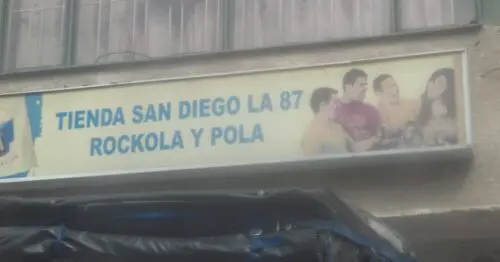 TIENDA SAN DIEGO LA 87
ROCKOLA Y POLA